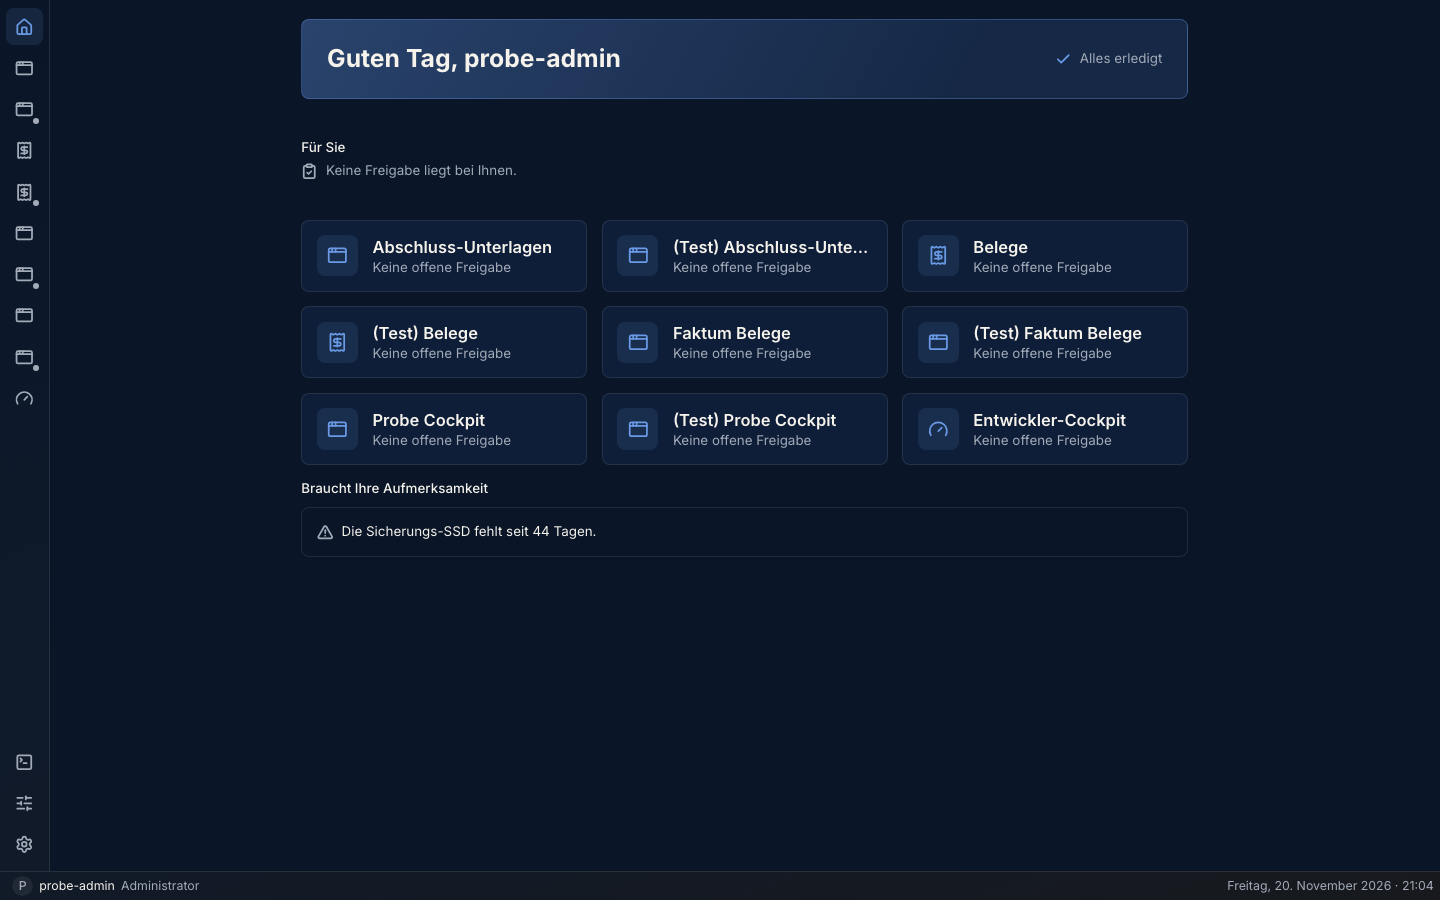 Guten Tag, probe-admin
Alles erledigt
Für Sie
Keine Freigabe liegt bei Ihnen.
Abschluss-Unterlagen
Keine offene Freigabe
(Test) Abschluss-Unte...
Keine offene Freigabe
Belege
Keine offene Freigabe
(Test) Belege
Keine offene Freigabe
Faktum Belege
Keine offene Freigabe
(Test) Faktum Belege
Keine offene Freigabe
Probe Cockpit
Keine offene Freigabe
(Test) Probe Cockpit
Keine offene Freigabe
Entwickler-Cockpit
Keine offene Freigabe
Braucht Ihre Aufmerksamkeit
Die Sicherungs-SSD fehlt seit 44 Tagen.
P probe-admin Administrator
Freitag, 20. November 2026 · 21:04